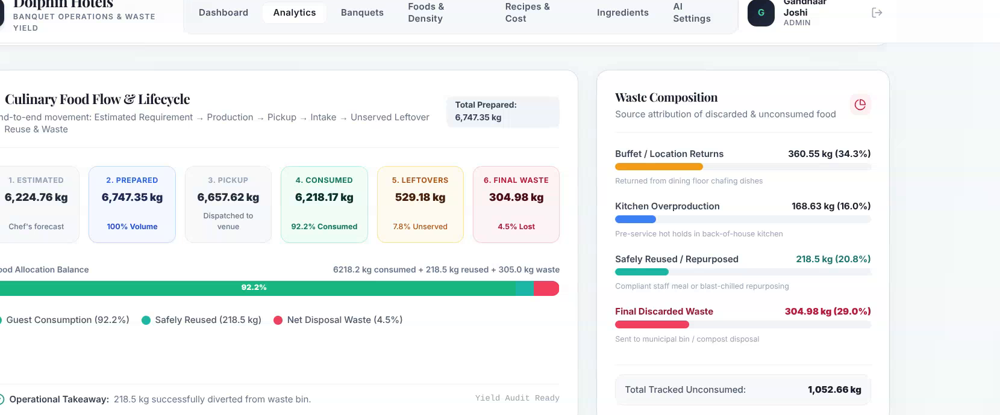 Dolphin Hotels
BANQUET OPERATIONS & WASTE
YIELD
Dashboard
Analytics
Banquets
Foods &
Density
Recipes &
Cost
Ingredients
AI
Settings
G
Gandhaar
Joshi
ADMIN
Culinary Food Flow & Lifecycle
nd-to-end movement: Estimated Requirement → Production → Pickup → Intake → Unserved Leftover
Reuse & Waste
Total Prepared:
6,747.35 kg
1. ESTIMATED
6,224.76 kg
Chef's forecast
2. PREPARED
6,747.35 kg
100% Volume
3. PICKUP
6,657.62 kg
Dispatched to
venue
4. CONSUMED
6,218.17 kg
92.2% Consumed
5. LEFTOVERS
529.18 kg
7.8% Unserved
6. FINAL WASTE
304.98 kg
4.5% Lost
ood Allocation Balance
6218.2 kg consumed + 218.5 kg reused + 305.0 kg waste
92.2%
Guest Consumption (92.2%)
Safely Reused (218.5 kg)
Net Disposal Waste (4.5%)
Operational Takeaway: 218.5 kg successfully diverted from waste bin.
Yield Audit Ready
Waste Composition
Source attribution of discarded & unconsumed food
Buffet / Location Returns
360.55 kg (34.3%)
Returned from dining floor chafing dishes
Kitchen Overproduction
168.63 kg (16.0%)
Pre-service hot holds in back-of-house kitchen
Safely Reused / Repurposed
218.5 kg (20.8%)
Compliant staff meal or blast-chilled repurposing
Final Discarded Waste
304.98 kg (29.0%)
Sent to municipal bin / compost disposal
Total Tracked Unconsumed:
1,052.66 kg